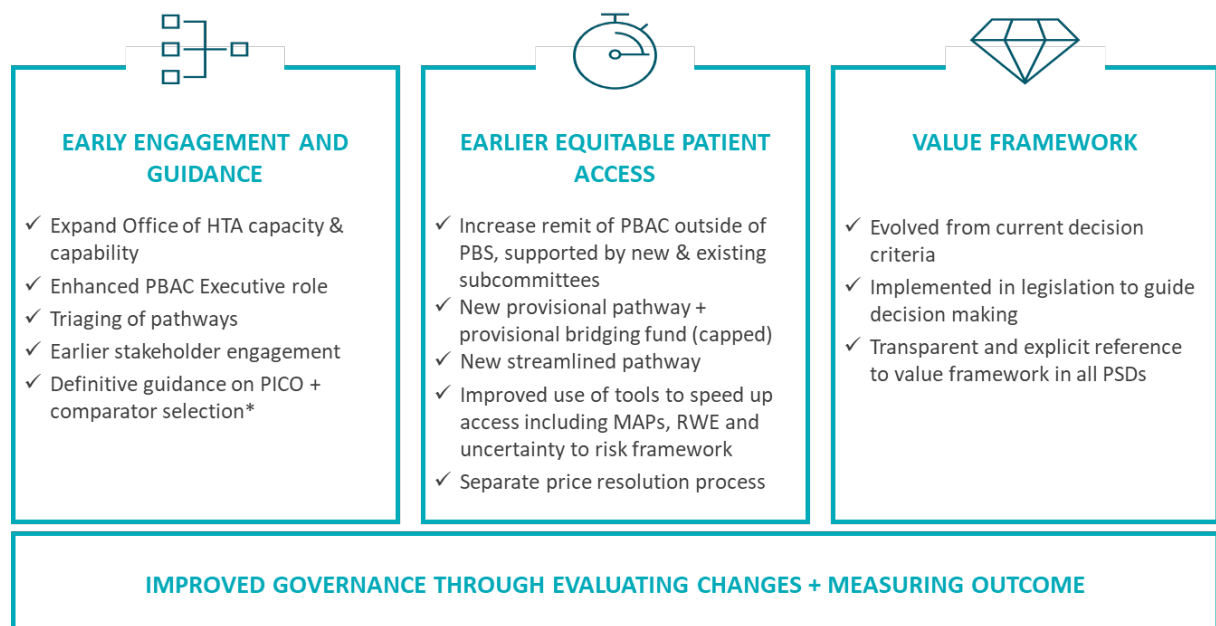 EARLY ENGAGEMENT AND
GUIDANCE
✓ Expand Office of HTA capacity &
capability
✓ Enhanced PBAC Executive role
✓ Triaging of pathways
✓ Earlier stakeholder engagement
✓ Definitive guidance on PICO +
comparator selection*
EARLIER EQUITABLE PATIENT
ACCESS
✓ Increase remit of PBAC outside of
PBS, supported by new & existing
subcommittees
✓ New provisional pathway +
provisional bridging fund (capped)
✓ New streamlined pathway
✓ Improved use of tools to speed up
access including MAPs, RWE and
uncertainty to risk framework
✓ Separate price resolution process
VALUE FRAMEWORK
✓ Evolved from current decision
criteria
✓ Implemented in legislation to guide
decision making
✓ Transparent and explicit reference
to value framework in all PSDs
IMPROVED GOVERNANCE THROUGH EVALUATING CHANGES + MEASURING OUTCOME